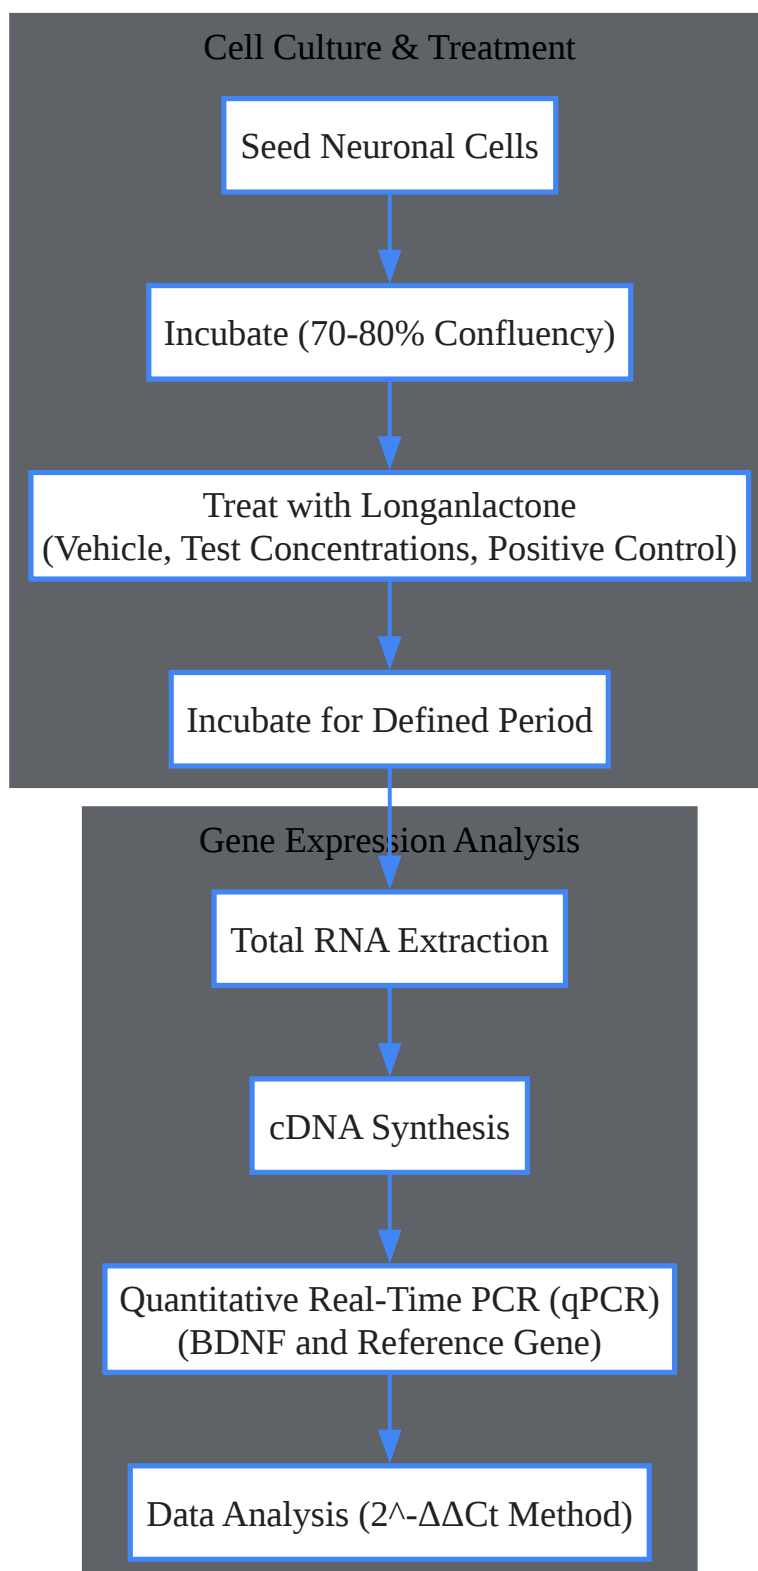 Cell Culture & Treatment
Seed Neuronal Cells
Incubate (70-80% Confluency)
Treat with Longanlactone
(Vehicle, Test Concentrations, Positive Control)
Incubate for Defined Period
Gene Expression Analysis
Total RNA Extraction
cDNA Synthesis
Quantitative Real-Time PCR (qPCR)
(BDNF and Reference Gene)
Data Analysis (2^-ΔΔCt Method)